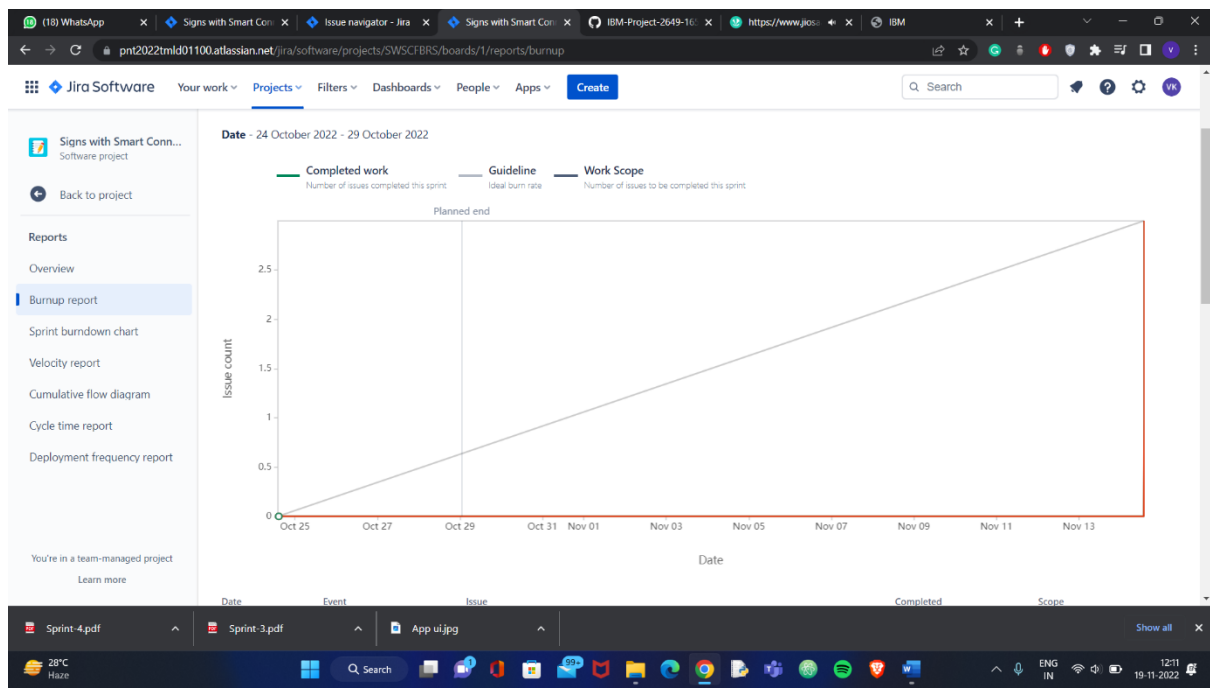 (18) WhatsApp
Signs with Smart Con
Issue navigator - Jira
Signs with Smart Con
IBM-Project-2649-16
https://www.jiosa
IBM
pnt2022tmld01100.atlassian.net/jira/software/projects/SWSCFBRS/boards/1/reports/burnup
V
Jira Software
Your work
Projects
Filters
Dashboards
People
Apps
Create
Search
VK
Signs with Smart Conn...
Software project
Back to project
Reports
Overview
Burnup report
Sprint burndown chart
Velocity report
Cumulative flow diagram
Cycle time report
Deployment frequency report
You're in a team-managed project
Learn more
Date - 24 October 2022 - 29 October 2022
Completed work
Number of issues completed this sprint
Guideline
Ideal burn rate
Work Scope
Number of issues to be completed this sprint
Planned end
2.5
2
1.5
1
0.5
0
Issue count
Oct 25 Oct 27 Oct 29 Oct 31 Nov 01 Nov 03 Nov 05 Nov 07 Nov 09 Nov 11 Nov 13
Date
Date Event Issue Completed Scope
Sprint-4.pdf
Sprint-3.pdf
App ui.jpg
Show all
28°C
Haze
Search
99+
ENG
IN
12:11
19-11-2022